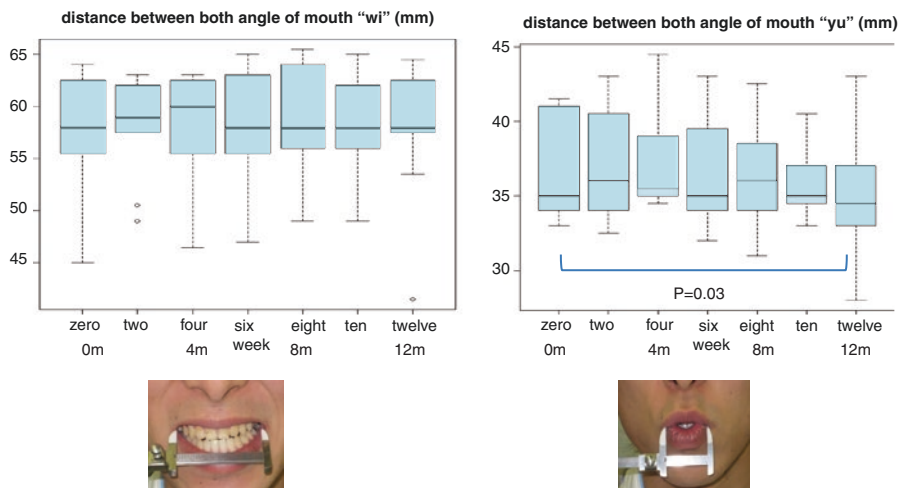 distance between both angle of mouth “wi” (mm)
65
60
55
50
45
zero two four six eight ten twelve
week
0m 4m 8m 12m
distance between both angle of mouth “yu” (mm)
45
40
35
30
P=0.03
zero two four six eight ten twelve
week
0m 4m 8m 12m